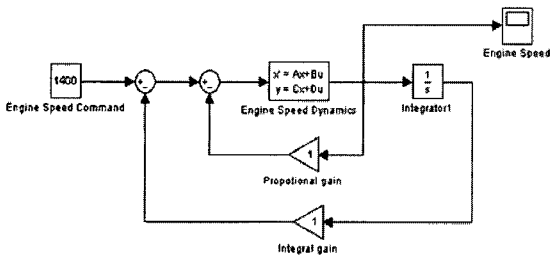 Engine Speed
1400
Engine Speed Command
x' = Ax+Bu
y = Cx+Du
Engine Speed Dynamics
1
s
Integrator1
1
Propotional gain
1
Integral gain